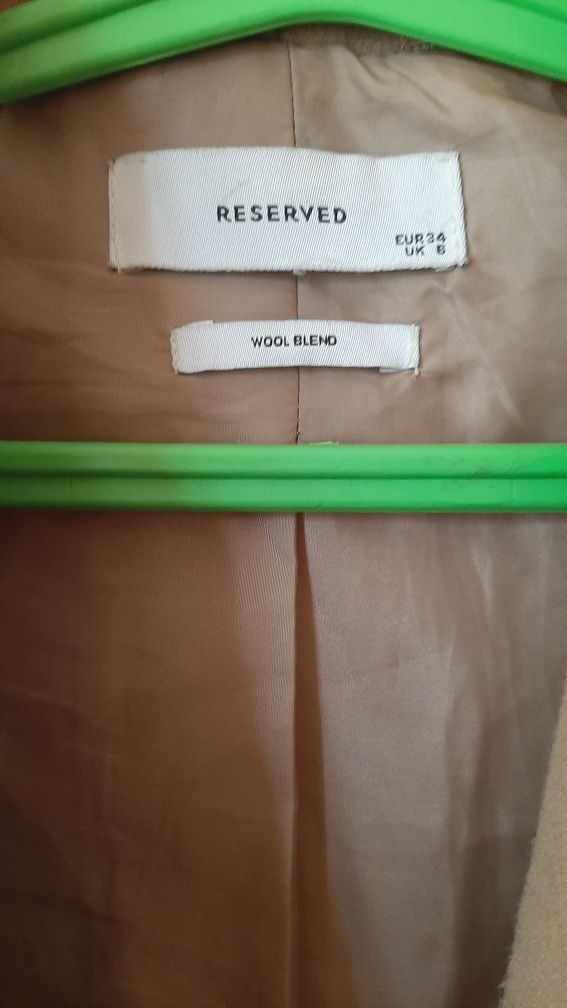 RESERVED
EUR 34
UK 6
WOOL BLEND